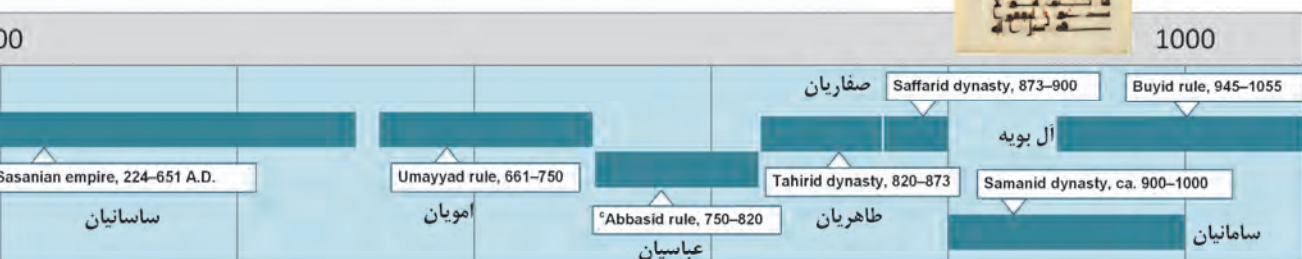 00
1000
صفاریان
Saffarid dynasty, 873–900
Buyid rule, 945–1055
آل بویه
Sasanian empire, 224–651 A.D.
Umayyad rule, 661–750
Tahirid dynasty, 820–873
Samanid dynasty, ca. 900–1000
ساسانیان
امویان
ᶜAbbasid rule, 750–820
طاهریان
سامانیان
عباسیان